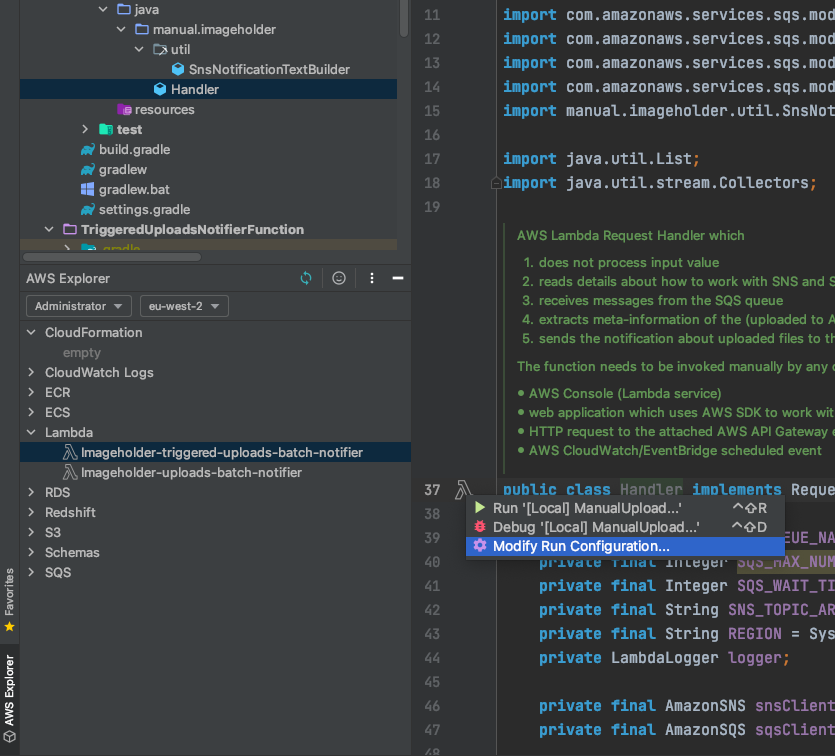 java
manual.imageholder
util
SnsNotificationTextBuilder
Handler
resources
test
build.gradle
gradlew
gradlew.bat
settings.gradle
TriggeredUploadsNotifierFunction
.gradle
AWS Explorer
Administrator
eu-west-2
CloudFormation
empty
CloudWatch Logs
ECR
ECS
Lambda
Imageholder-triggered-uploads-batch-notifier
Imageholder-uploads-batch-notifier
RDS
Redshift
S3
Schemas
SQS
Favorites
AWS Explorer
11 import com.amazonaws.services.sqs.mod
12 import com.amazonaws.services.sqs.mod
13 import com.amazonaws.services.sqs.mod
14 import com.amazonaws.services.sqs.mod
15 import manual.imageholder.util.SnsNot
16
17 import java.util.List;
18 import java.util.stream.Collectors;
19
AWS Lambda Request Handler which
1. does not process input value
2. reads details about how to work with SNS and S
3. receives messages from the SQS queue
4. extracts meta-information of the (uploaded to A
5. sends the notification about uploaded files to th
The function needs to be invoked manually by any
• AWS Console (Lambda service)
• web application which uses AWS SDK to work wit
• HTTP request to the attached AWS API Gateway
• AWS CloudWatch/EventBridge scheduled event
37 public class Handler implements Reque
Run '[Local] ManualUpload...' ^⇧R
Debug '[Local] ManualUpload...' ^⇧D
Modify Run Configuration...
38
39 EUE_NA
40 private final Integer SQS_MAX_NUM
41 private final Integer SQS_WAIT_TI
42 private final String SNS_TOPIC_AR
43 private final String REGION = Sys
44 private LambdaLogger logger;
45
46 private final AmazonSNS snsClient
47 private final AmazonSQS sqsClient
48